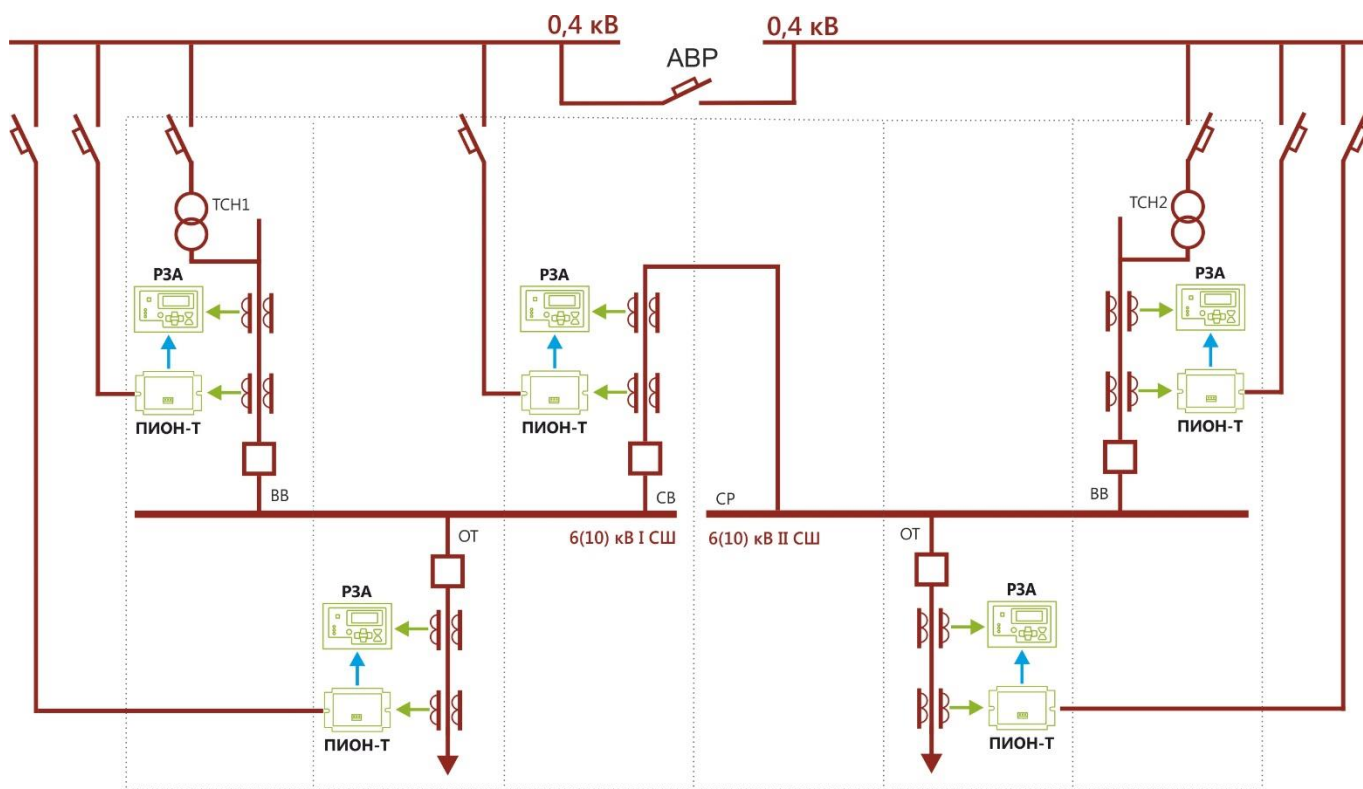 0,4 кВ
0,4 кВ
АВР
ТСН1
ТСН2
РЗА
РЗА
РЗА
ПИОН-Т
ПИОН-Т
ПИОН-Т
ВВ
СВ
СР
ВВ
ОТ
6(10) кВ I СШ
6(10) кВ II СШ
ОТ
РЗА
РЗА
ПИОН-Т
ПИОН-Т